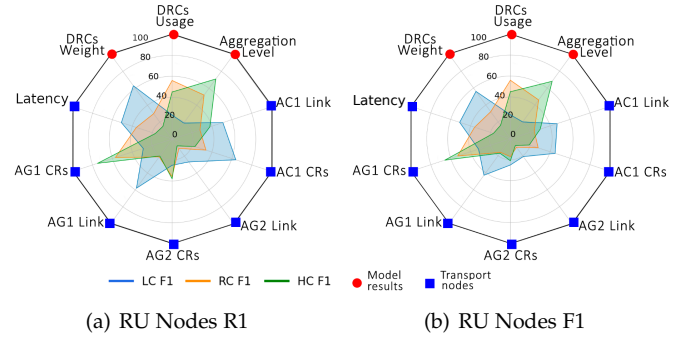 DRCs
Usage
DRCs
Weight
Aggregation
Level
Latency
AC1 Link
AG1 CRs
AC1 CRs
AG1 Link
AG2 Link
AG2 CRs
100
80
60
40
20
0
DRCs
Usage
DRCs
Weight
Aggregation
Level
Latency
AC1 Link
AG1 CRs
AC1 CRs
AG1 Link
AG2 Link
AG2 CRs
100
80
60
40
20
0
LC F1 RC F1 HC F1 Model results Transport nodes
(a) RU Nodes R1
(b) RU Nodes F1